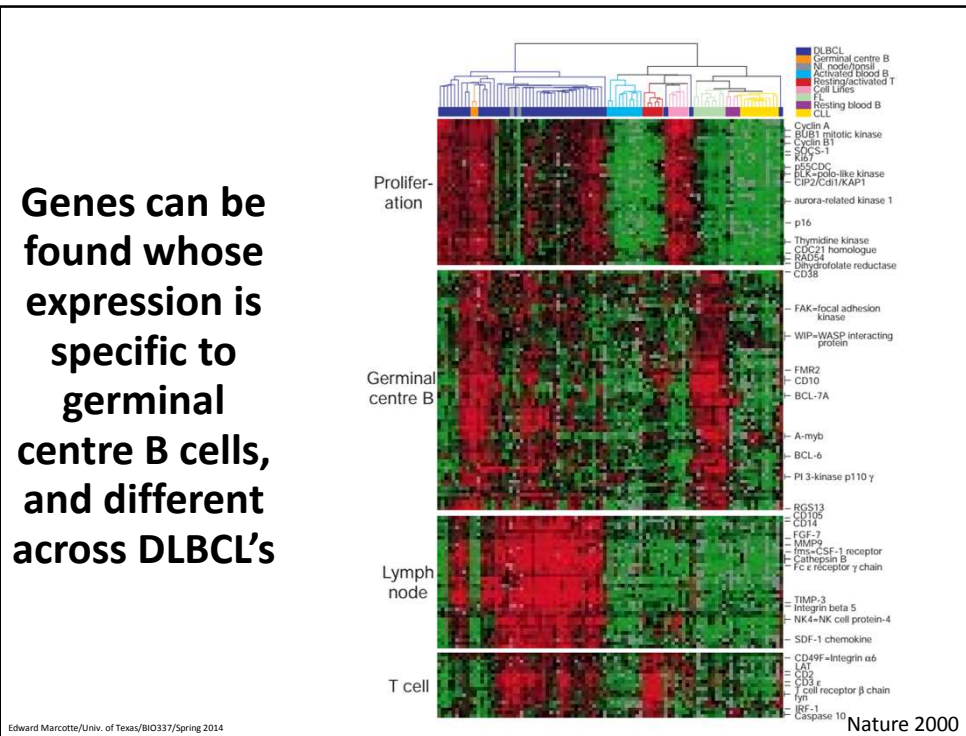 Genes can be
found whose
expression is
specific to
germinal
centre B cells,
and different
across DLBCL’s
DLBCL
Germinal centre B
Nl. node/tonsil
Activated blood B
Resting/activated T
Cell Lines
FL
Resting blood B
CLL
Prolifer-
ation
Cyclin A
BUB1 mitotic kinase
Cyclin B1
SOCS-1
Ki67
p55CDC
pLK=polo-like kinase
CIP2/Cdi1/KAP1
aurora-related kinase 1
p16
Thymidine kinase
CDC21 homologue
RAD54
Dihydrofolate reductase
Germinal
centre B
CD38
FAK=focal adhesion
kinase
WIP=WASP interacting
protein
FMR2
CD10
BCL-7A
A-myb
BCL-6
PI 3-kinase p110 γ
RGS13
Lymph
node
CD105
CD14
FGF-7
MMP9
fms=CSF-1 receptor
Cathepsin B
Fc ε receptor γ chain
TIMP-3
Integrin beta 5
NK4=NK cell protein-4
SDF-1 chemokine
T cell
CD49F=Integrin α6
LAT
CD2
CD3 ε
T cell receptor β chain
fyn
IRF-1
Caspase 10
Edward Marcotte/Univ. of Texas/BIO337/Spring 2014
Nature 2000